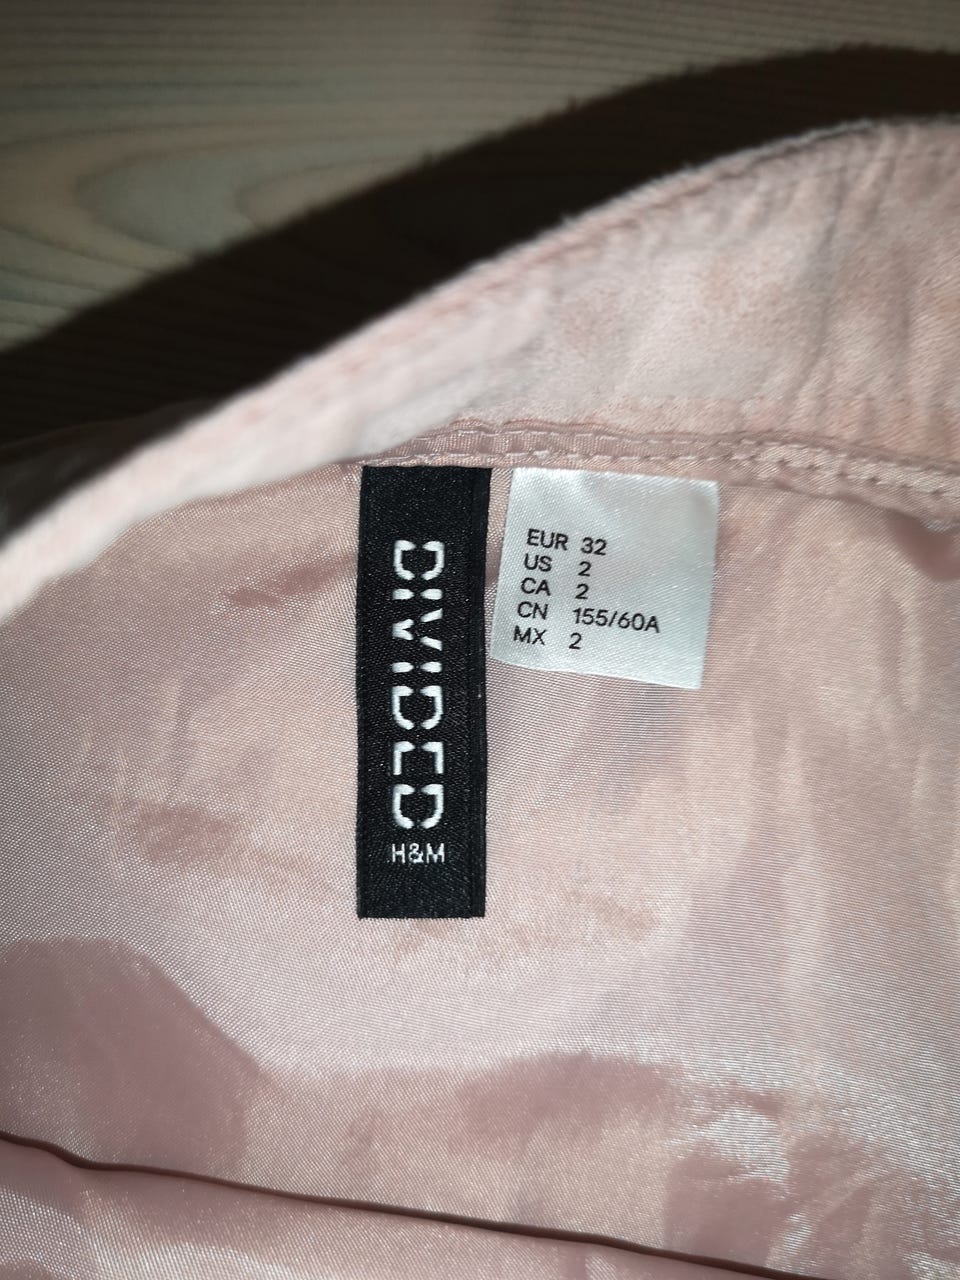 DIVIDED
H&M
EUR 32
US 2
CA 2
CN 155/60A
MX 2